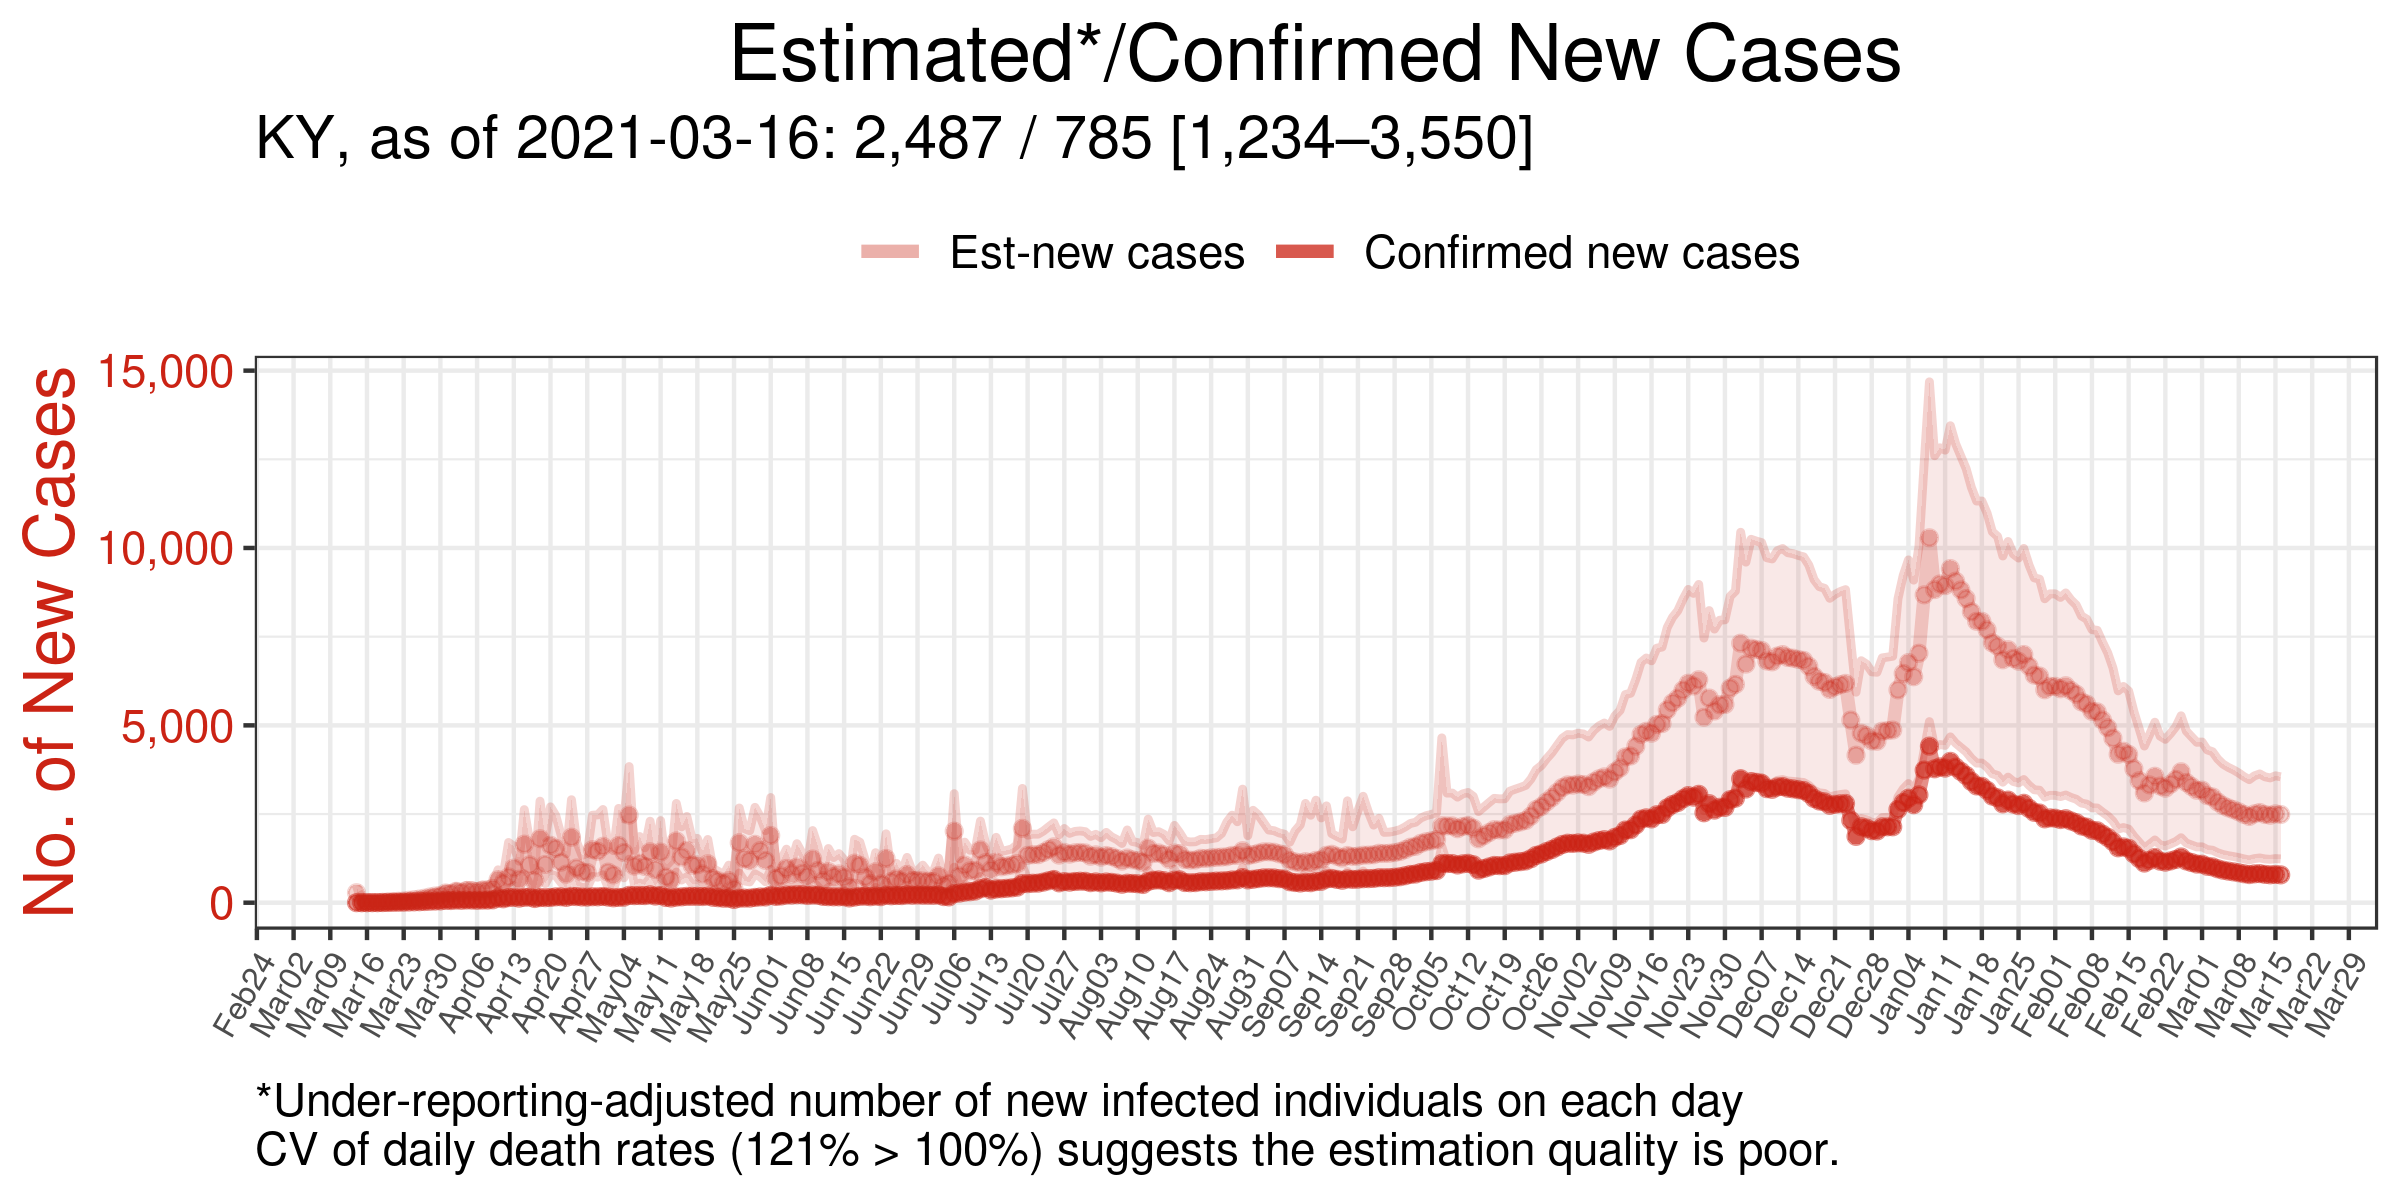 Estimated*/Confirmed New Cases
KY, as of 2021-03-16: 2,487 / 785 [1,234–3,550]
Est-new cases
Confirmed new cases
No. of New Cases
15,000
10,000
5,000
0
Feb24
Mar02
Mar09
Mar16
Mar23
Mar30
Apr06
Apr13
Apr20
Apr27
May04
May11
May18
May25
Jun01
Jun08
Jun15
Jun22
Jun29
Jul06
Jul13
Jul20
Jul27
Aug03
Aug10
Aug17
Aug24
Aug31
Sep07
Sep14
Sep21
Sep28
Oct05
Oct12
Oct19
Oct26
Nov02
Nov09
Nov16
Nov23
Nov30
Dec07
Dec14
Dec21
Dec28
Jan04
Jan11
Jan18
Jan25
Feb01
Feb08
Feb15
Feb22
Mar01
Mar08
Mar15
Mar22
Mar29
*Under-reporting-adjusted number of new infected individuals on each day
CV of daily death rates (121% > 100%) suggests the estimation quality is poor.